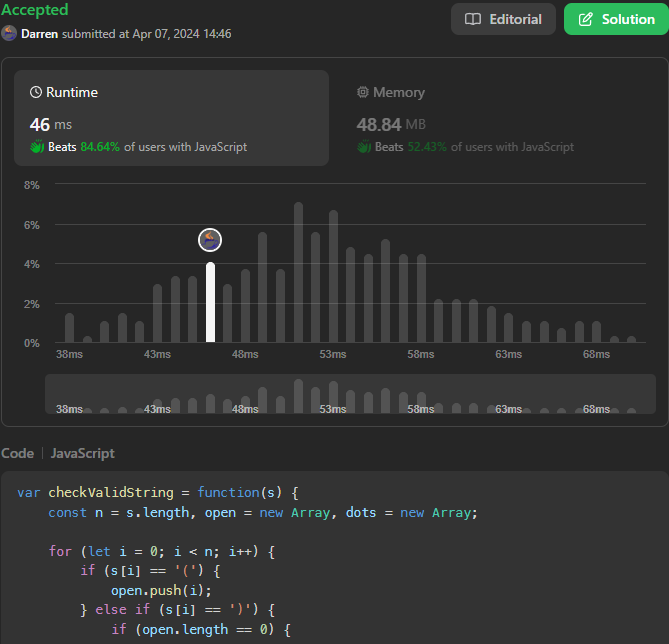 Accepted
Editorial
Solution
Darren submitted at Apr 07, 2024 14:46
Runtime
46 ms
Beats 84.64% of users with JavaScript
Memory
48.84 MB
Beats 52.43% of users with JavaScript
8%
6%
4%
2%
0%
38ms 43ms 48ms 53ms 58ms 63ms 68ms
38ms 43ms 48ms 53ms 58ms 63ms 68ms
Code | JavaScript
var checkValidString = function(s) {
    const n = s.length, open = new Array, dots = new Array;
    for (let i = 0; i < n; i++) {
        if (s[i] == '(') {
            open.push(i);
        } else if (s[i] == ')') {
            if (open.length == 0) {